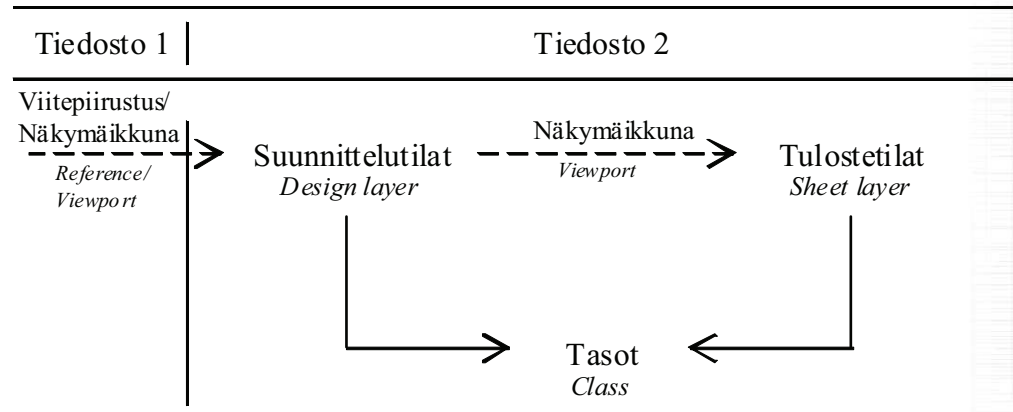 Tiedosto 1
Tiedosto 2
Viitepiirustus/
Näkymäikkuna
Reference/
Viewport
Suunnittelutilat
Design layer
Näkymäikkuna
Viewport
Tulostetilat
Sheet layer
Tasot
Class